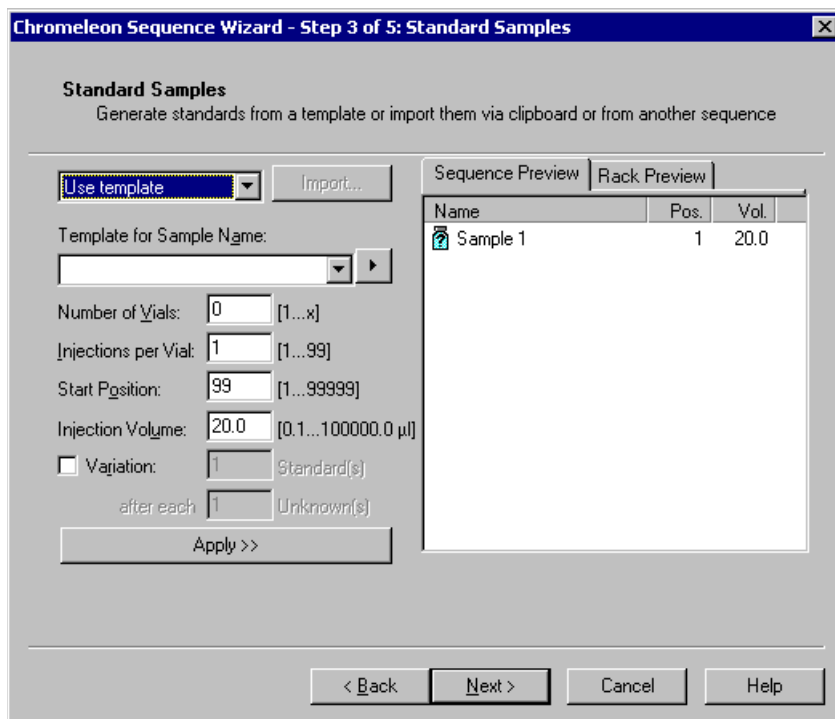 Chromeleon Sequence Wizard - Step 3 of 5: Standard Samples
Standard Samples
Generate standards from a template or import them via clipboard or from another sequence
Use template
Import...
Template for Sample Name:
Number of Vials: 0 [1...x]
Injections per Vial: 1 [1...99]
Start Position: 99 [1...99999]
Injection Volume: 20.0 [0.1...100000.0 µl]
Variation: 1 Standard(s)
after each 1 Unknown(s)
Apply >>
Sequence Preview Rack Preview
Name Pos. Vol.
? Sample 1 1 20.0
< Back Next > Cancel Help